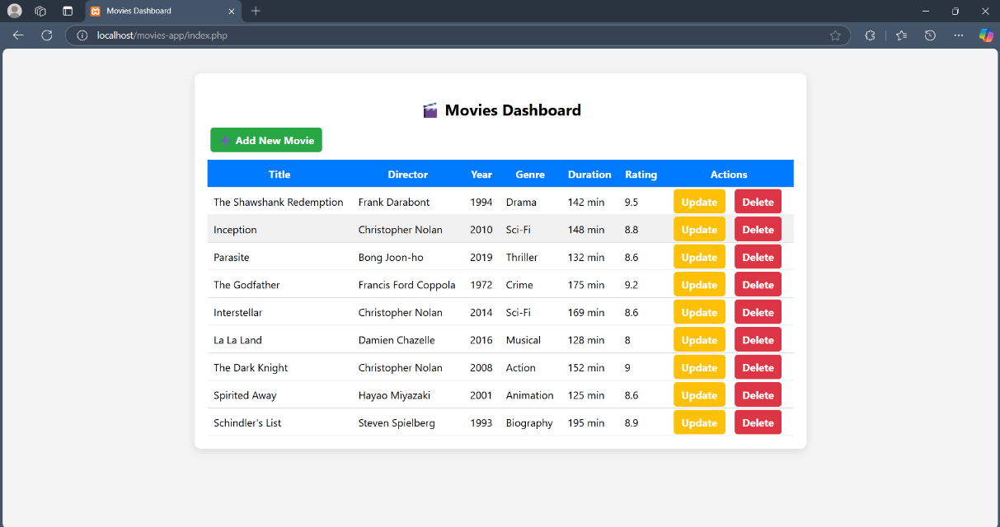 Movies Dashboard
localhost/movies-app/index.php
🎬 Movies Dashboard
➕ Add New Movie
Title Director Year Genre Duration Rating Actions
The Shawshank Redemption Frank Darabont 1994 Drama 142 min 9.5 Update Delete
Inception Christopher Nolan 2010 Sci-Fi 148 min 8.8 Update Delete
Parasite Bong Joon-ho 2019 Thriller 132 min 8.6 Update Delete
The Godfather Francis Ford Coppola 1972 Crime 175 min 9.2 Update Delete
Interstellar Christopher Nolan 2014 Sci-Fi 169 min 8.6 Update Delete
La La Land Damien Chazelle 2016 Musical 128 min 8 Update Delete
The Dark Knight Christopher Nolan 2008 Action 152 min 9 Update Delete
Spirited Away Hayao Miyazaki 2001 Animation 125 min 8.6 Update Delete
Schindler's List Steven Spielberg 1993 Biography 195 min 8.9 Update Delete